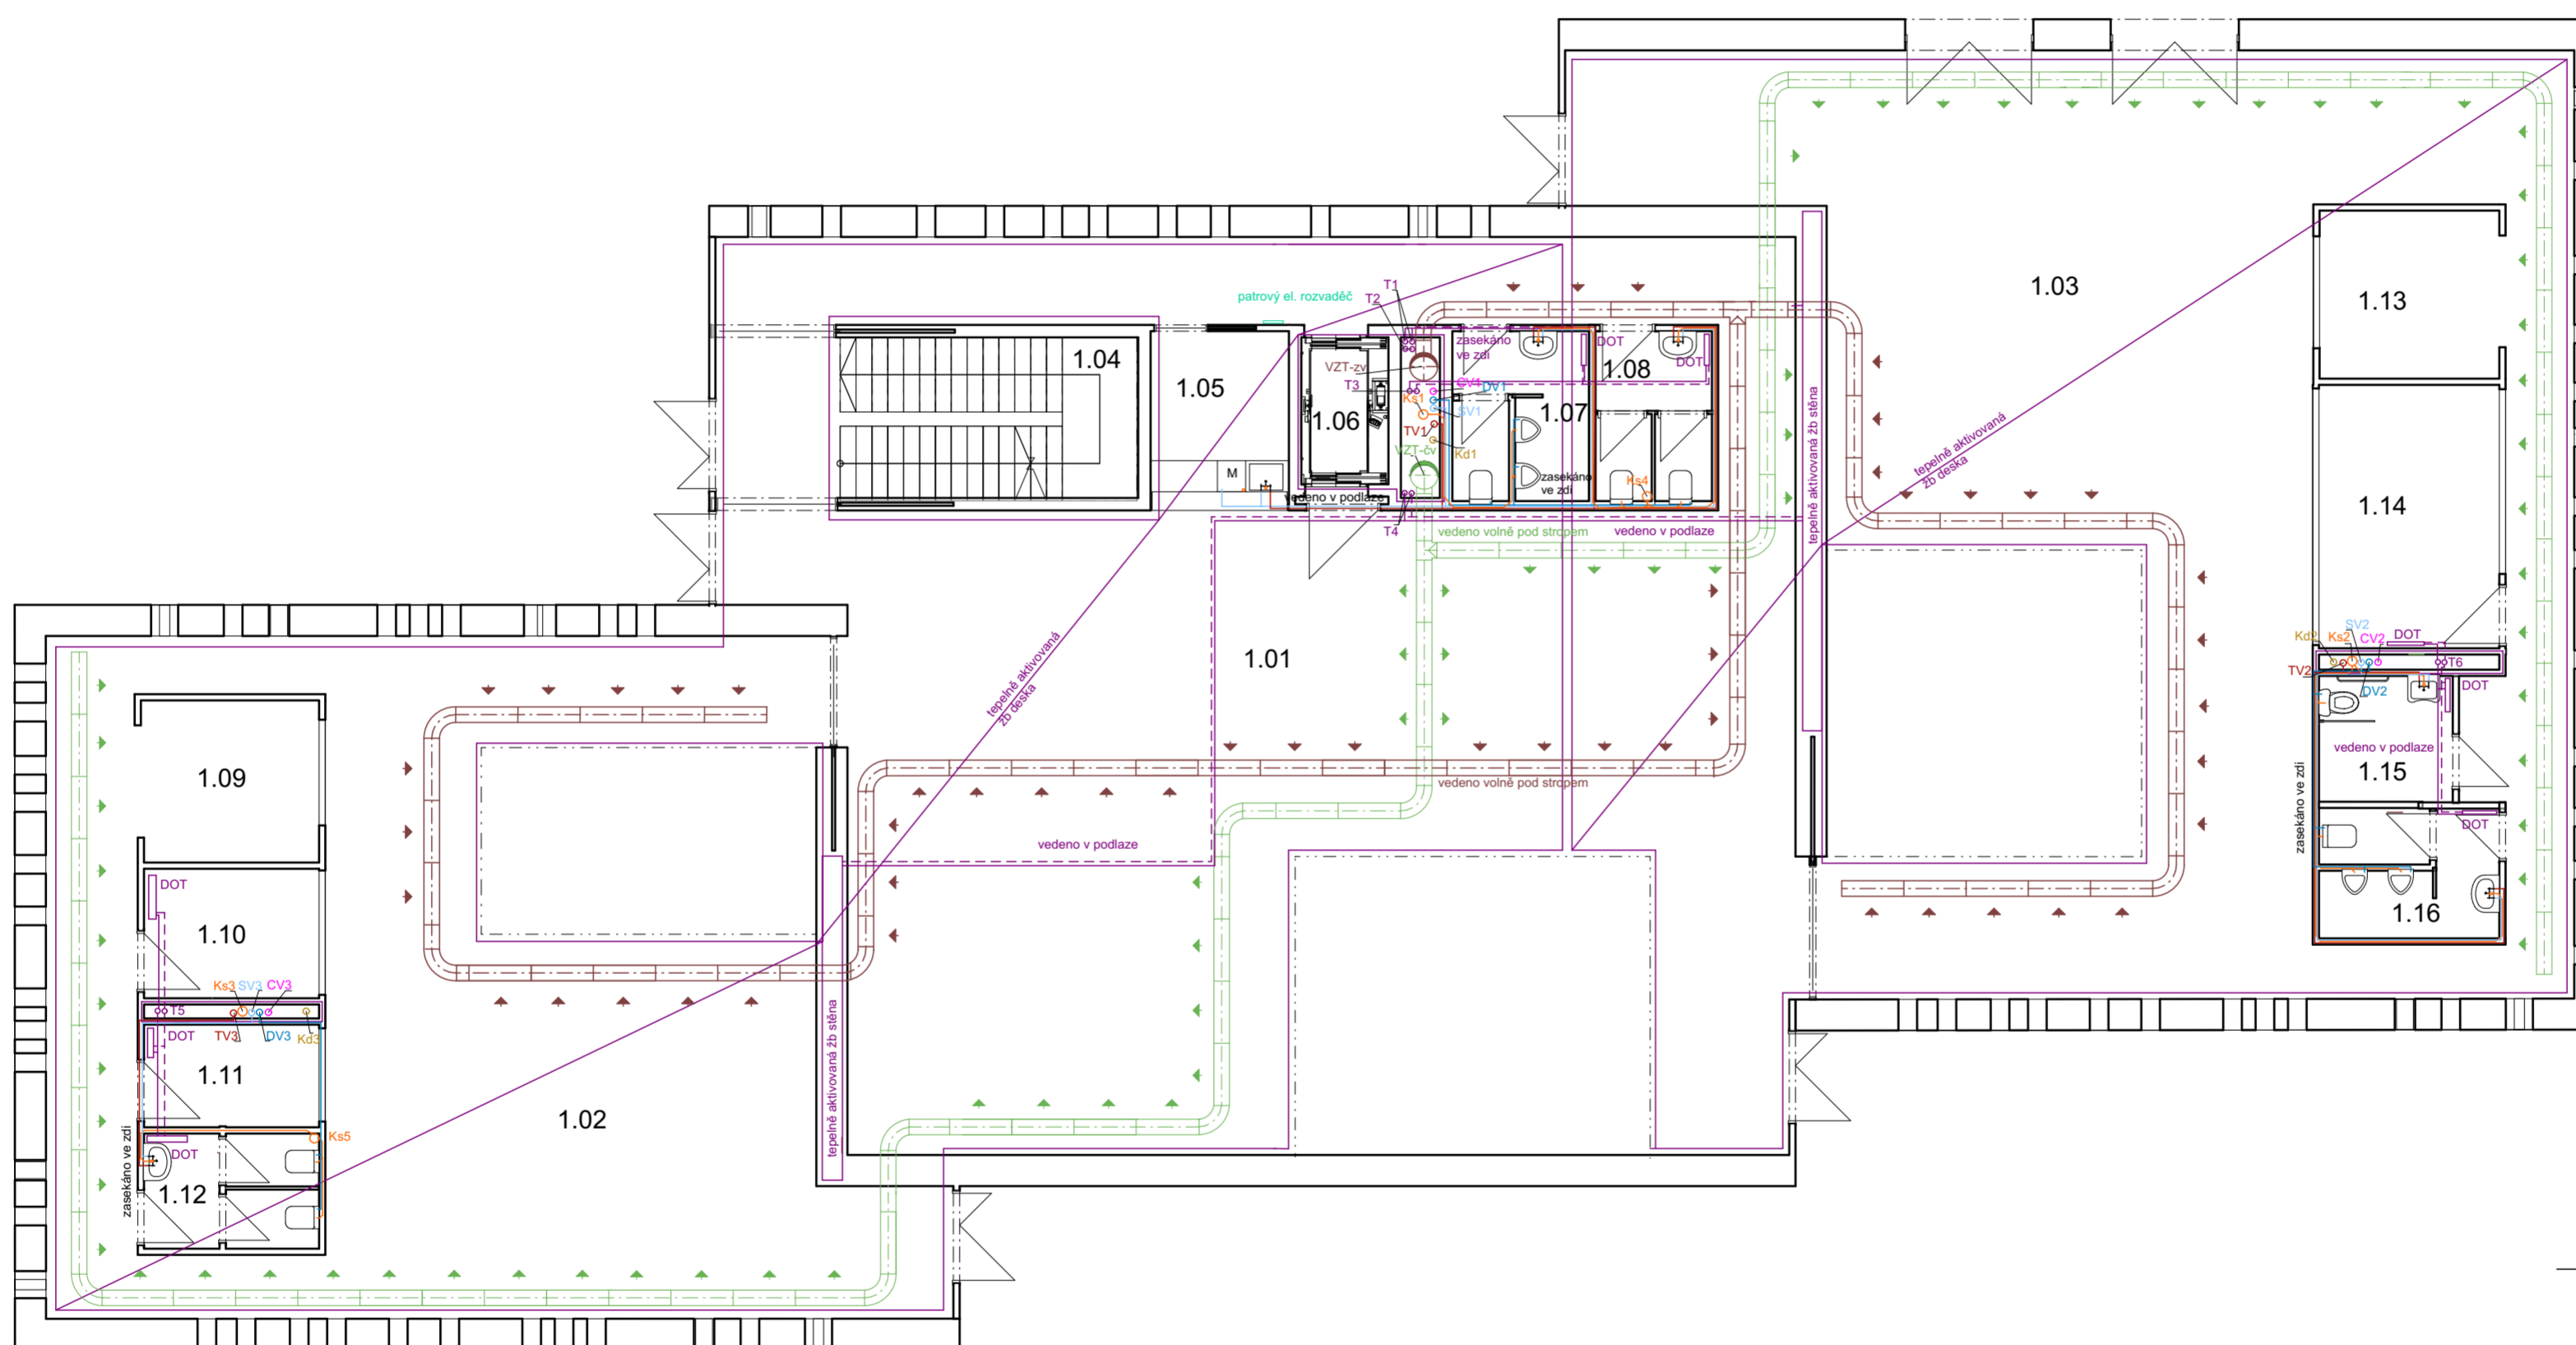 1.03
1.13
patrový el. rozvaděč
T1
T2
zasekáno
ve zdi
DOT
1.04
1.05
VZT-zv
1.08
DOT
T3
CV1
DV1
Ks1
SV1
1.06
1.07
TV1
VZT-čv
Kd1
M
zasekáno
ve zdi
Ks4
vedeno v podlaze
T4
vedeno volně pod stropem
vedeno v podlaze
tepelně aktivovaná žb stěna
tepelně aktivovaná
žb deska
1.14
SV2
Kd2
Ks2
CV2
DOT
T6
TV2
DV2
DOT
vedeno v podlaze
1.15
zasekáno ve zdi
DOT
1.16
1.01
tepelně aktivovaná
žb deska
vedeno volně pod stropem
vedeno v podlaze
1.09
DOT
1.10
Ks3
SV3
CV3
T5
DOT
TV3
DV3
Kd3
1.11
1.02
tepelně aktivovaná žb stěna
zasekáno ve zdi
Ks5
DOT
1.12